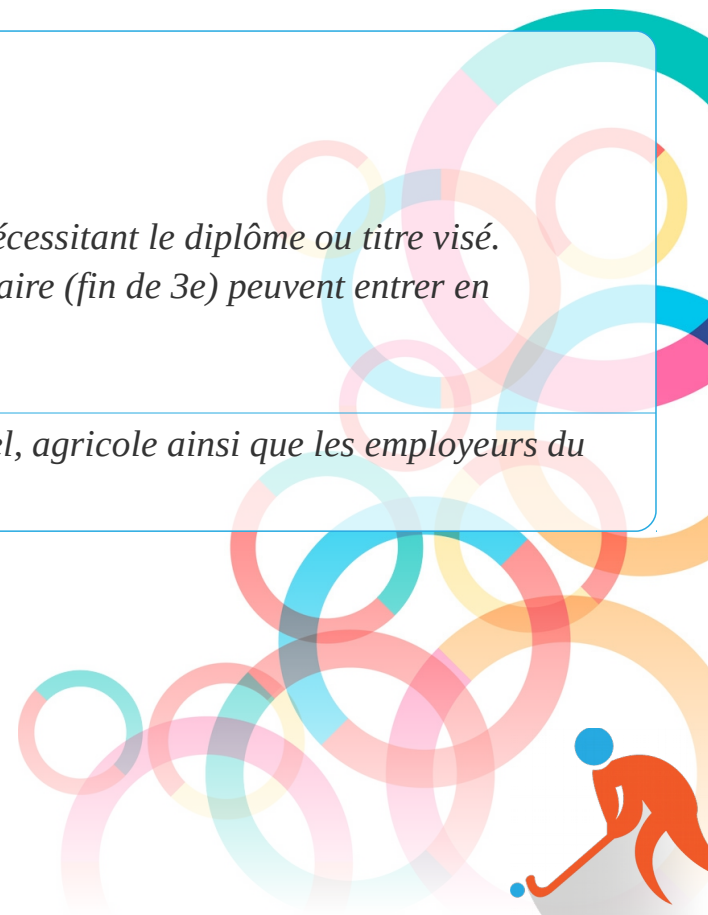 écessitant le diplôme ou titre visé.
aire (fin de 3e) peuvent entrer en
el, agricole ainsi que les employeurs du